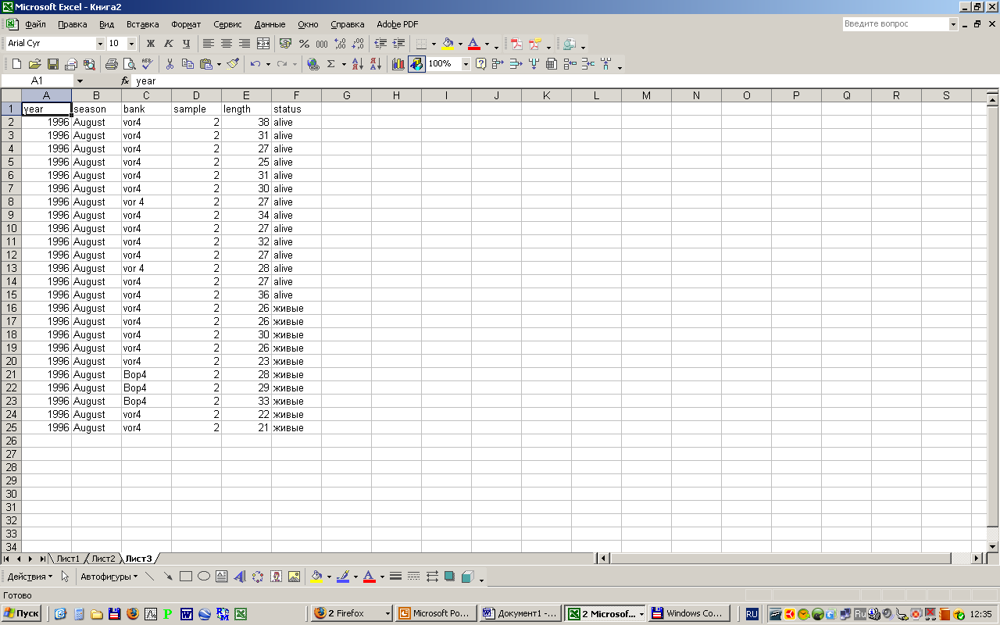 Microsoft Excel - Книга2
Файл Правка Вид Вставка Формат Сервис Данные Окно Справка Adobe PDF Введите вопрос
Arial Cyr 10 Ж К Ч % 000
100%
A1 fx year
A B C D E F G H I J K L M N O P Q R S
1 year season bank sample length status
2 1996 August vor4 2 38 alive
3 1996 August vor4 2 31 alive
4 1996 August vor4 2 27 alive
5 1996 August vor4 2 25 alive
6 1996 August vor4 2 31 alive
7 1996 August vor4 2 30 alive
8 1996 August vor 4 2 27 alive
9 1996 August vor4 2 34 alive
10 1996 August vor4 2 27 alive
11 1996 August vor4 2 32 alive
12 1996 August vor4 2 27 alive
13 1996 August vor 4 2 28 alive
14 1996 August vor4 2 27 alive
15 1996 August vor4 2 36 alive
16 1996 August vor4 2 26 живые
17 1996 August vor4 2 26 живые
18 1996 August vor4 2 30 живые
19 1996 August vor4 2 26 живые
20 1996 August vor4 2 23 живые
21 1996 August Вор4 2 28 живые
22 1996 August Вор4 2 29 живые
23 1996 August Вор4 2 33 живые
24 1996 August vor4 2 22 живые
25 1996 August vor4 2 21 живые
26
27
28
29
30
31
32
33
34
Лист1 Лист2 Лист3
Действия Автофигуры
Готово
Пуск 2 Firefox Microsoft Po... Документ1 -... 2 Microsof... Windows Co... RU Ru 12:35